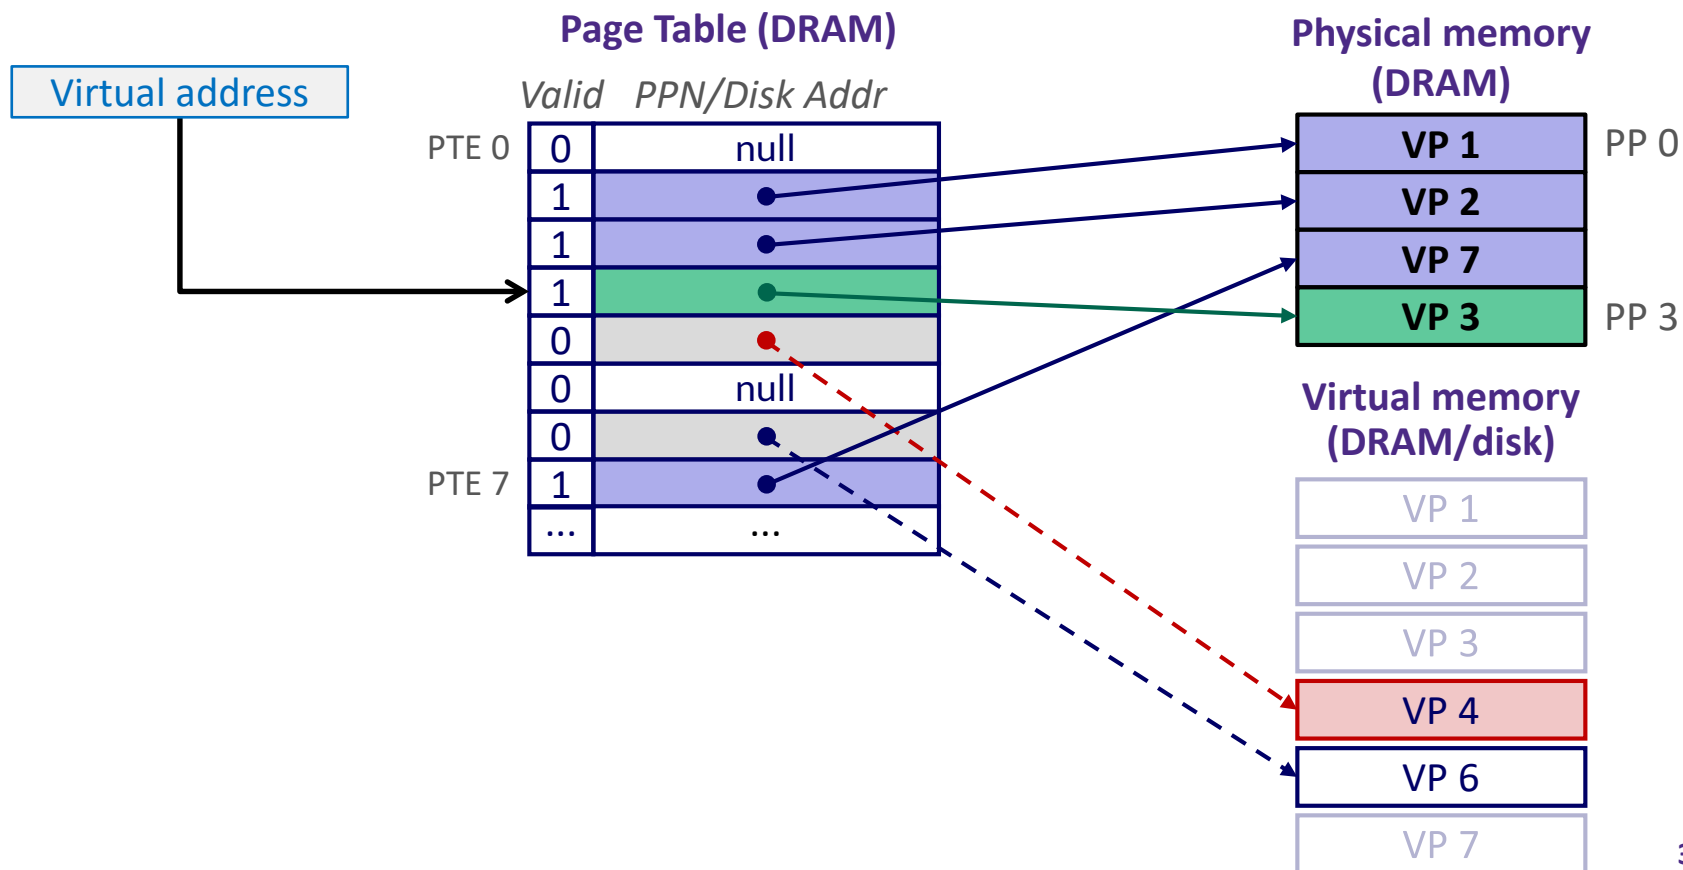 Page Table (DRAM)
Physical memory
(DRAM)
Virtual address
Valid PPN/Disk Addr
PTE 0 0 null
1
1
1
0
0 null
0
PTE 7 1
... ...
VP 1 PP 0
VP 2
VP 7
VP 3 PP 3
Virtual memory
(DRAM/disk)
VP 1
VP 2
VP 3
VP 4
VP 6
VP 7